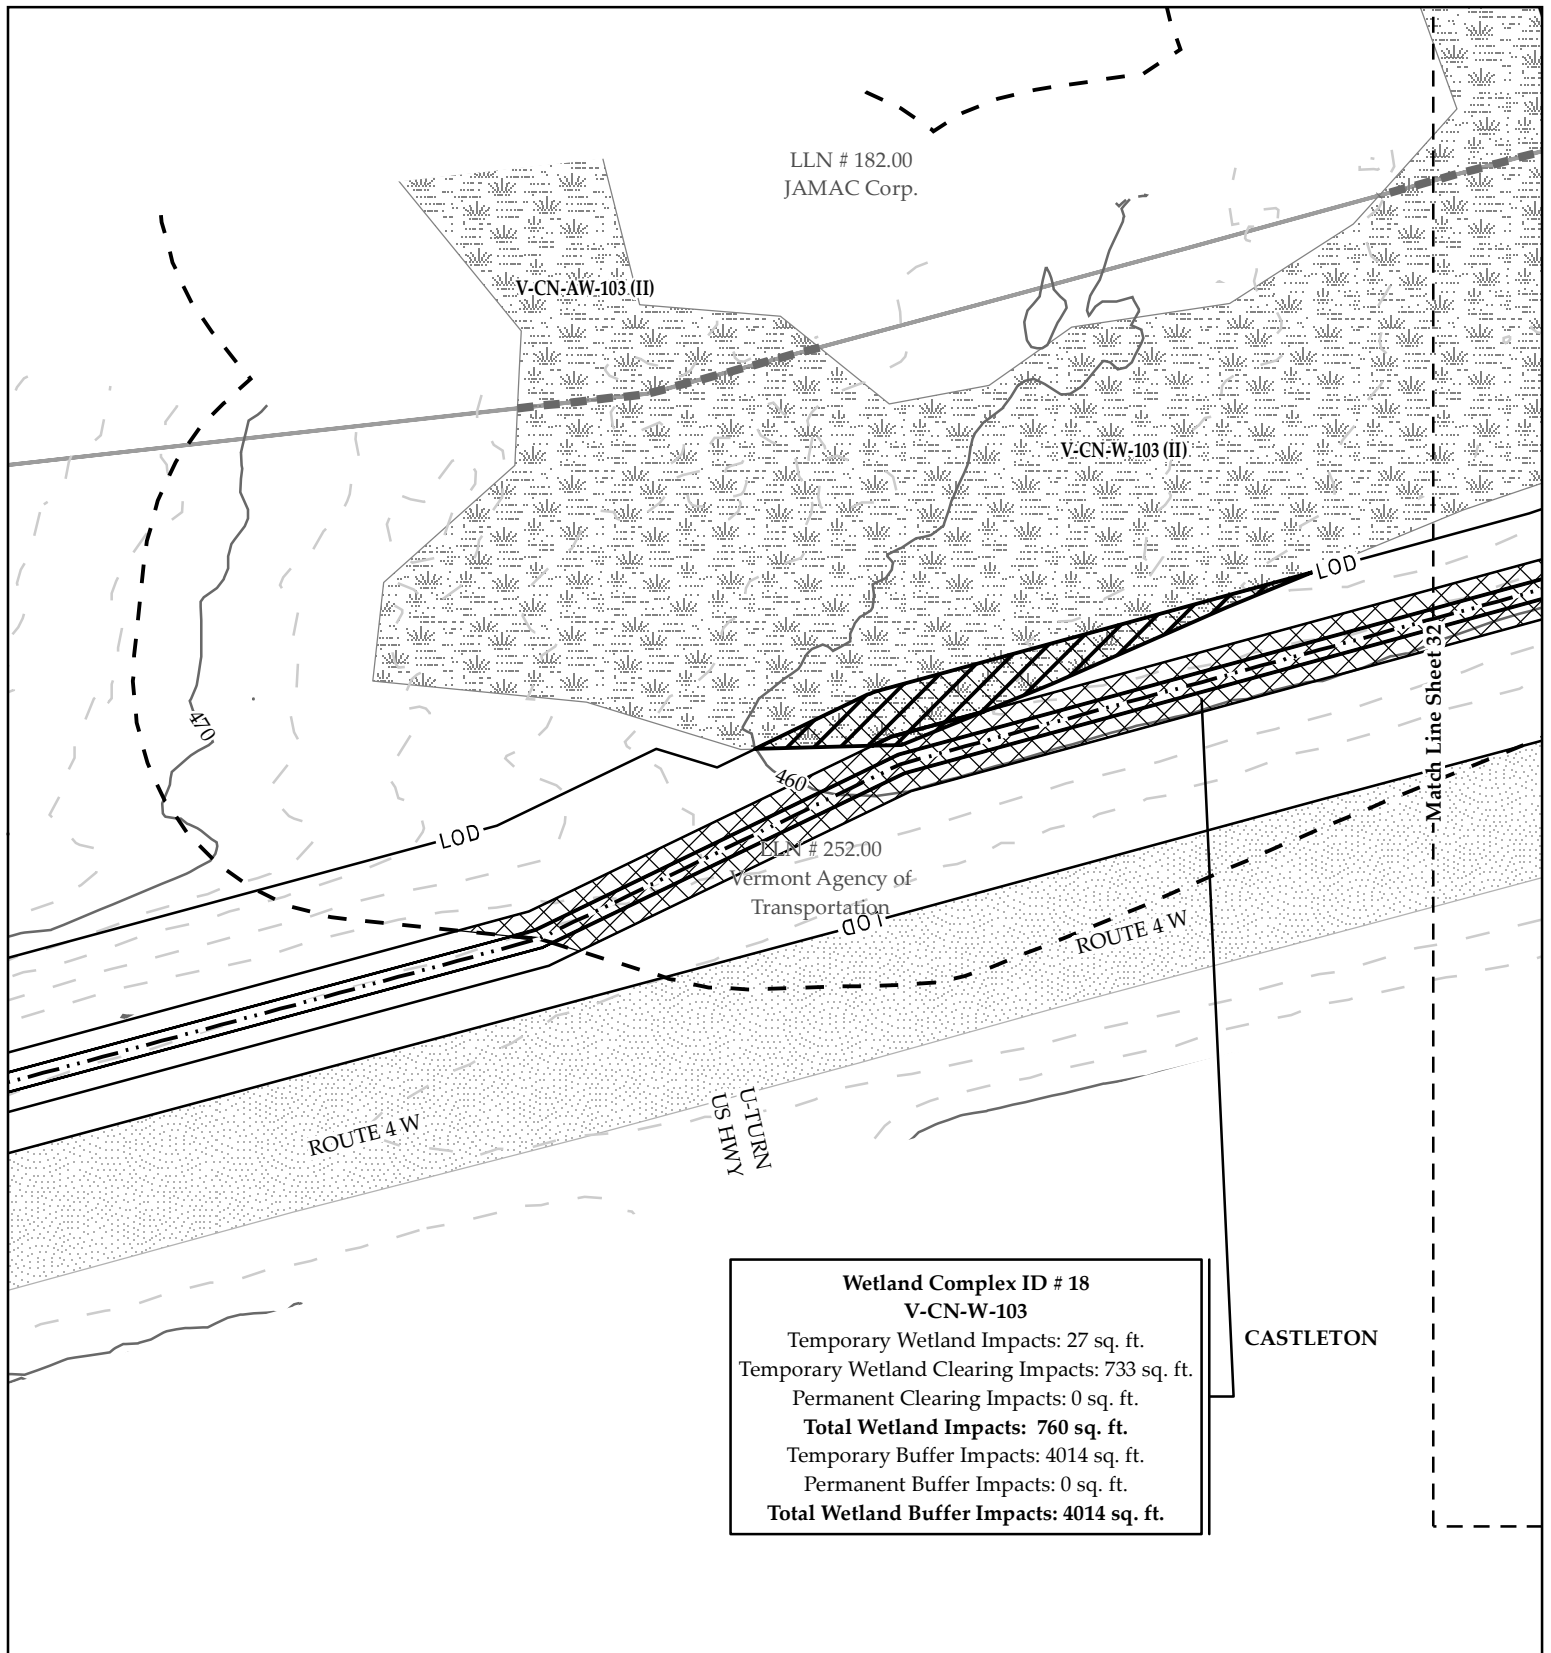 LLN # 182.00
JAMAC Corp.
V-CN-AW-103 (II)
V-CN-W-103 (II)
LOD
470
460
LOD
Match Line Sheet 32
LLN # 252.00
Vermont Agency of
Transportation
LOD
ROUTE 4 W
ROUTE 4 W
U-TURN
US HWY
Wetland Complex ID # 18
V-CN-W-103
Temporary Wetland Impacts: 27 sq. ft.
Temporary Wetland Clearing Impacts: 733 sq. ft.
Permanent Clearing Impacts: 0 sq. ft.
Total Wetland Impacts: 760 sq. ft.
Temporary Buffer Impacts: 4014 sq. ft.
Permanent Buffer Impacts: 0 sq. ft.
Total Wetland Buffer Impacts: 4014 sq. ft.
CASTLETON